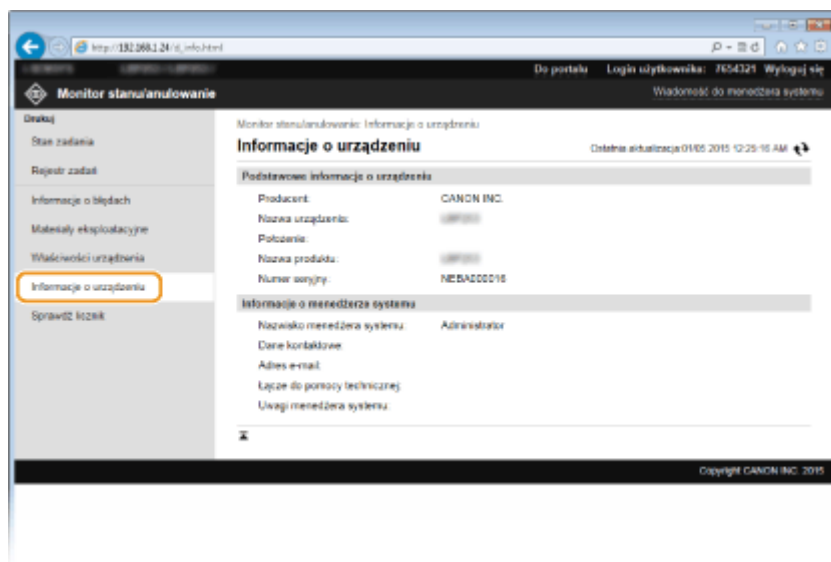 http://192.168.1.24/d_info.html
Do portalu Login użytkownika: 7654321 Wyloguj się
Monitor stanu/anulowanie
Wiadomość do menedżera systemu
Drukuj
Stan zadania
Rejestr zadań
Informacje o błędach
Materiały eksploatacyjne
Właściwości urządzenia
Informacje o urządzeniu
Sprawdź licznik
Monitor stanu/anulowanie: Informacje o urządzeniu
Informacje o urządzeniu
Ostatnia aktualizacja:01/05 2015 12:25:16 AM
Podstawowe informacje o urządzeniu
Producent: CANON INC.
Nazwa urządzenia:
Położenie:
Nazwa produktu:
Numer seryjny:
Informacje o menedżerze systemu
Nazwisko menedżera systemu: Administrator
Dane kontaktowe:
Adres e-mail:
Łącze do pomocy technicznej:
Uwagi menedżera systemu:
Copyright CANON INC. 2015